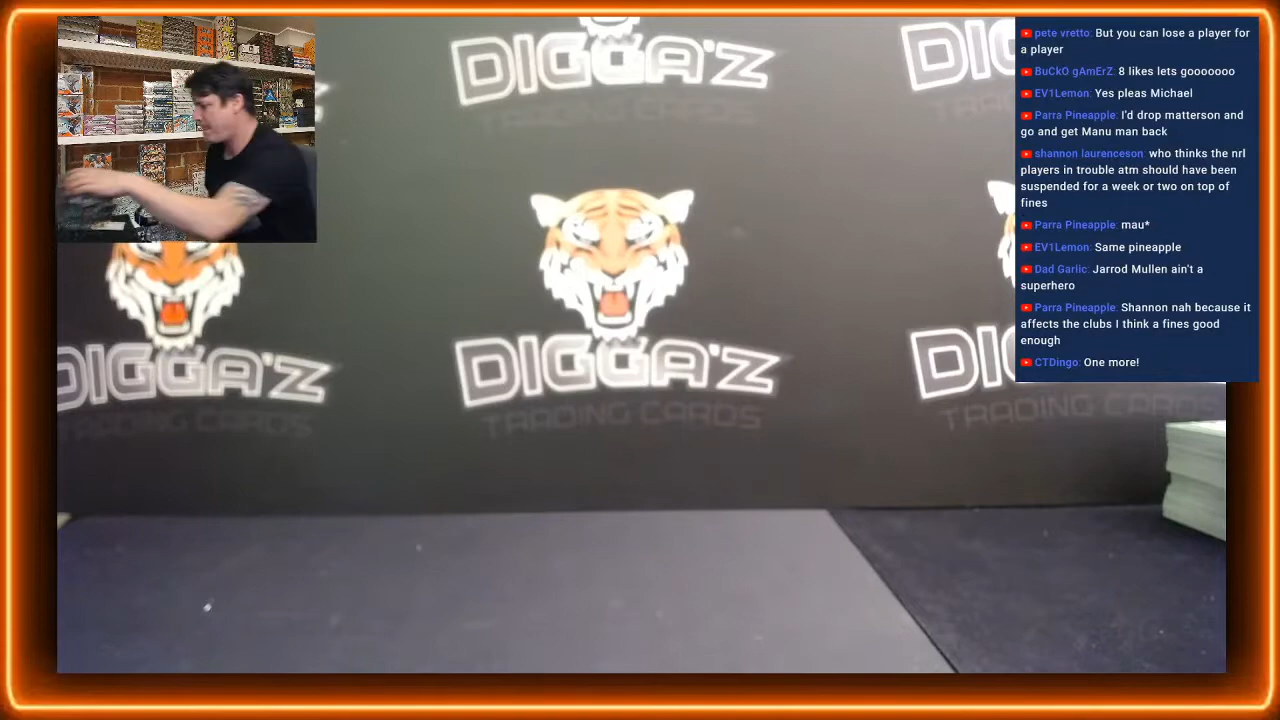 DIGGA'Z
TRADING CARDS
DIGGA'Z
TRADING CARDS
DIGGA'Z
TRADING CARDS
DIG
TRADING CARDS
pete vretto: But you can lose a player for
a player
BuCkO gAmErZ: 8 likes lets gooooooo
EV1Lemon: Yes pleas Michael
Parra Pineapple: I'd drop matterson and
go and get Manu man back
shannon laurenceson: who thinks the nrl
players in trouble atm should have been
suspended for a week or two on top of
fines
Parra Pineapple: mau*
EV1Lemon: Same pineapple
Dad Garlic: Jarrod Mullen ain't a
superhero
Parra Pineapple: Shannon nah because it
affects the clubs I think a fines good
enough
CTDingo: One more!